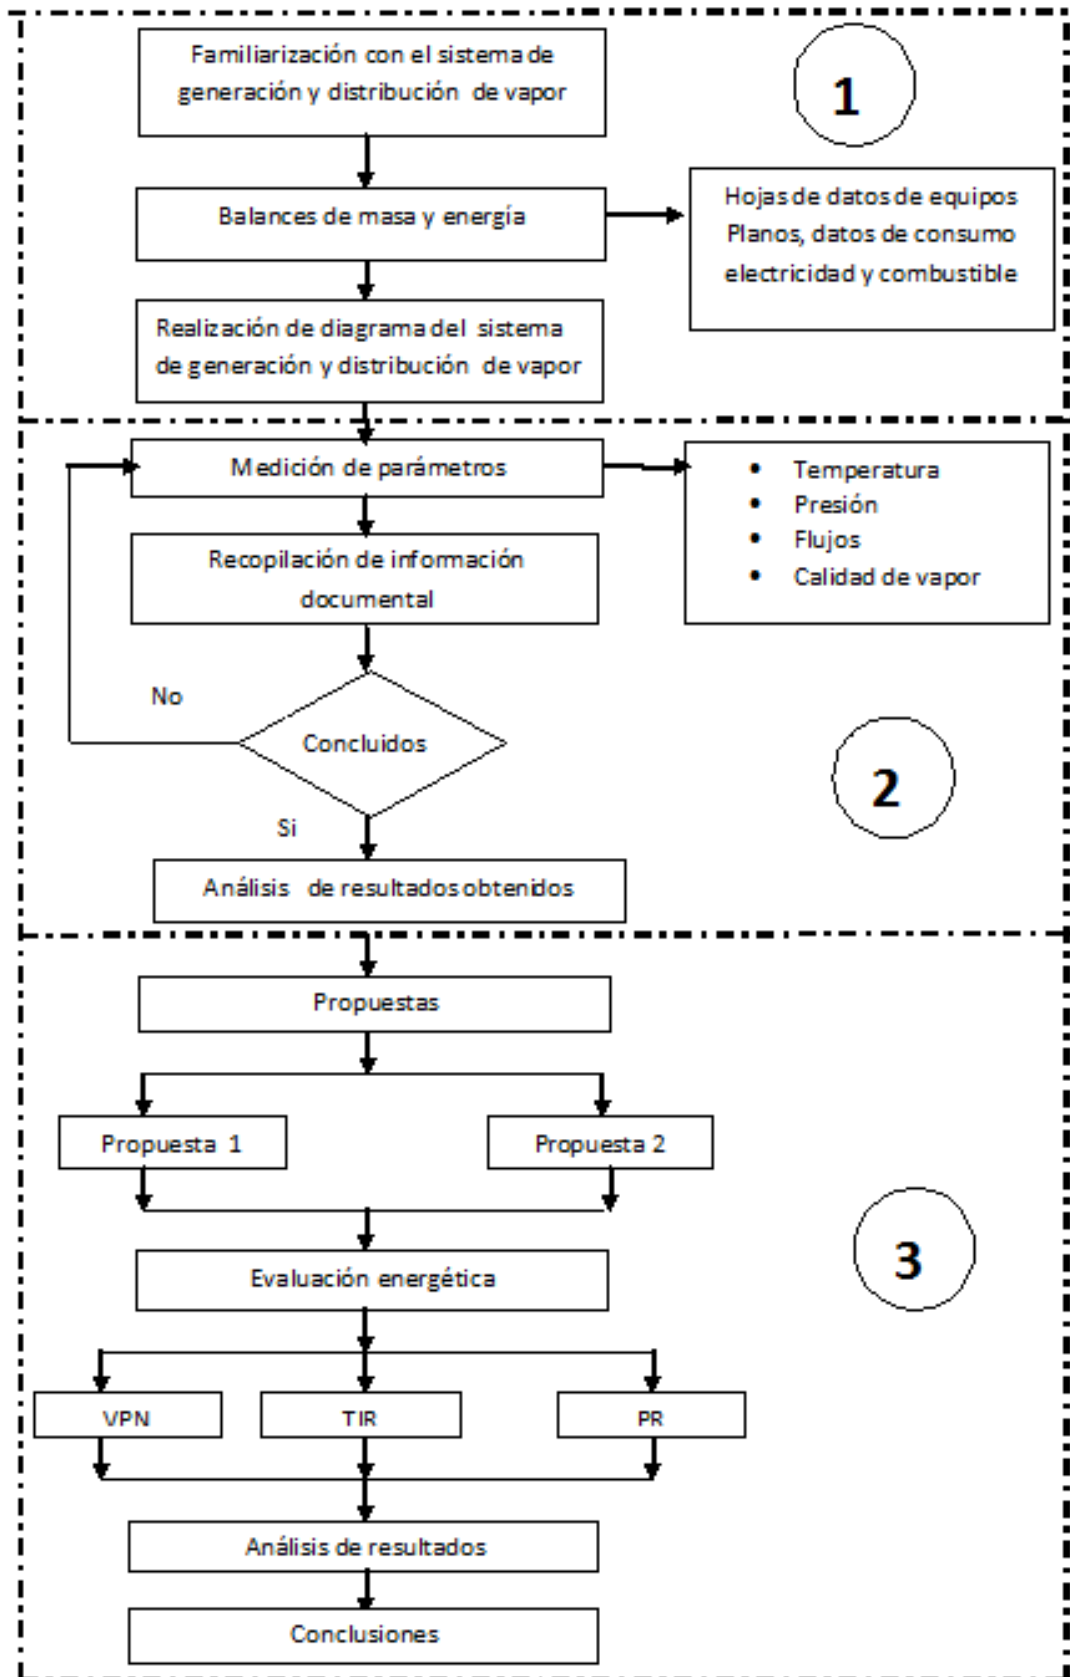 Familiarización con el sistema de
generación y distribución de vapor
1
Balances de masa y energía
Hojas de datos de equipos
Planos, datos de consumo
electricidad y combustible
Realización de diagrama del sistema
de generación y distribución de vapor
Medición de parámetros
• Temperatura
• Presión
• Flujos
• Calidad de vapor
Recopilación de información
documental
No
Concluidos
2
Si
Análisis de resultados obtenidos
Propuestas
Propuesta 1
Propuesta 2
3
Evaluación energética
VPN
TIR
PR
Análisis de resultados
Conclusiones